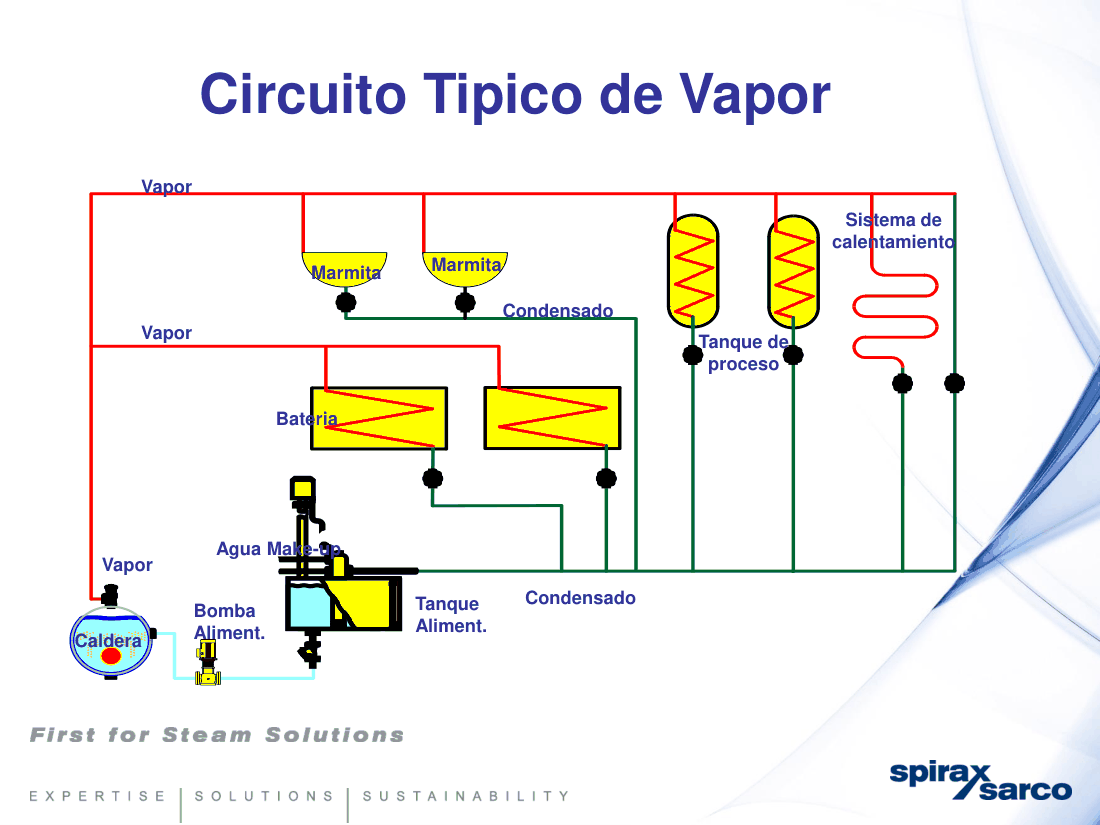 Circuito Tipico de Vapor
Vapor
Sistema de
calentamiento
Marmita
Marmita
Condensado
Vapor
Tanque de
proceso
Bateria
Agua Make-up
Vapor
Condensado
Tanque
Aliment.
Bomba
Aliment.
Caldera
First for Steam Solutions
EXPERTISE
SOLUTIONS
SUSTAINABILITY
spirax
sarco